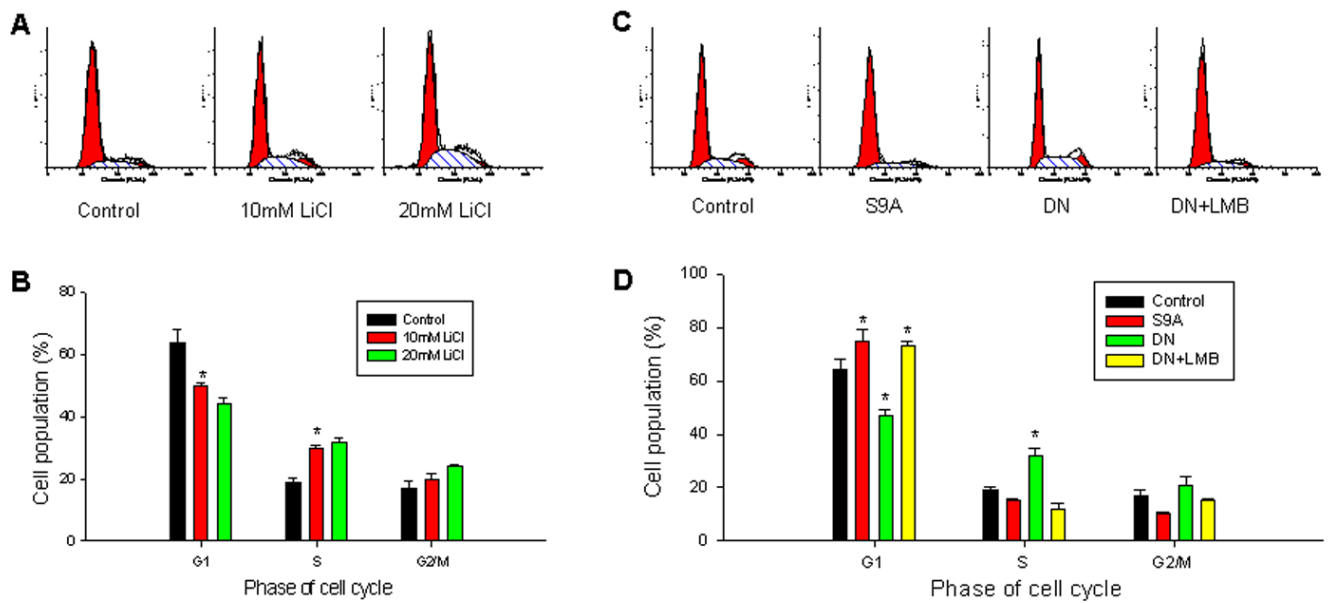 A
Control
10mM LiCl
20mM LiCl
C
Control
S9A
DN
DN+LMB
B
Cell population (%)
80
60
40
20
0
Control
10mM LiCl
20mM LiCl
*
*
G1
S
G2/M
Phase of cell cycle
D
Cell population (%)
100
80
60
40
20
0
Control
S9A
DN
DN+LMB
*
*
*
*
G1
S
G2/M
Phase of cell cycle